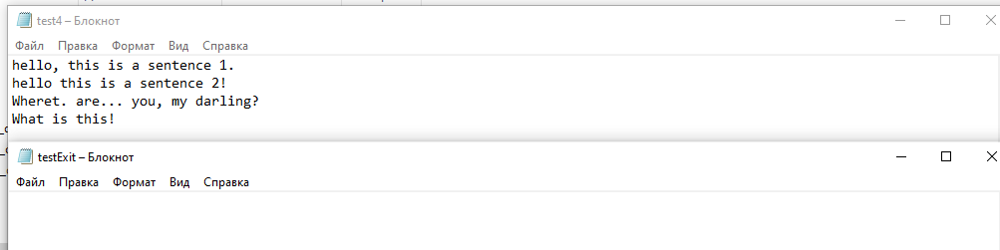 test4 – Блокнот
Файл Правка Формат Вид Справка
hello, this is a sentence 1.
hello this is a sentence 2!
Wheret. are... you, my darling?
What is this!
testExit – Блокнот
Файл Правка Формат Вид Справка